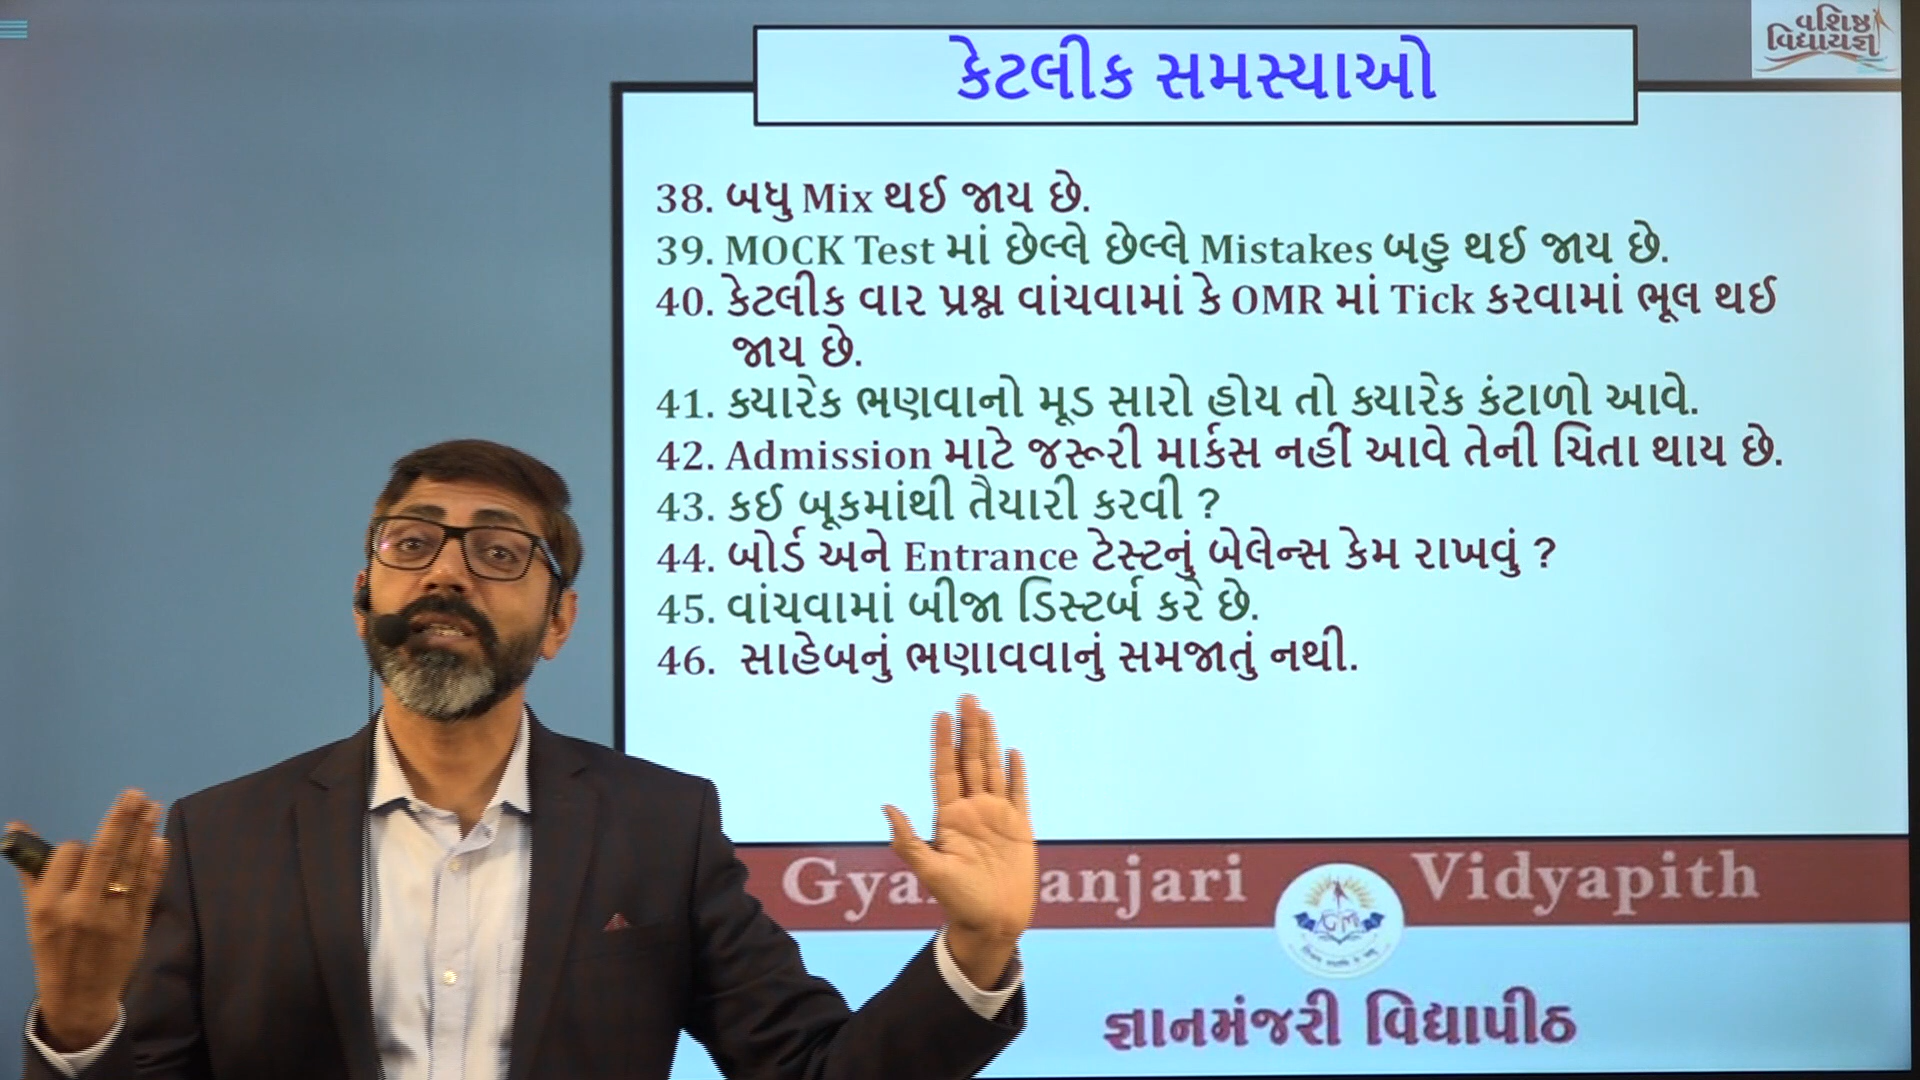 વશિષ્ઠ
વિદ્યાયજ્ઞ
કેટલીક સમસ્યાઓ
38. બધુ Mix થઈ જાય છે.
39. MOCK Test માં છેલ્લે છેલ્લે Mistakes બહુ થઈ જાય છે.
40. કેટલીક વાર પ્રશ્ન વાંચવામાં કે OMR માં Tick કરવામાં ભૂલ થઈ
જાય છે.
41. ક્યારેક ભણવાનો મૂડ સારો હોય તો ક્યારેક કંટાળો આવે.
42. Admission માટે જરૂરી માર્કસ નહીં આવે તેની ચિંતા થાય છે.
43. કઈ બૂકમાંથી તૈયારી કરવી ?
44. બોર્ડ અને Entrance ટેસ્ટનું બેલેન્સ કેમ રાખવું ?
45. વાંચવામાં બીજા ડિસ્ટર્બ કરે છે.
46. સાહેબનું ભણાવવાનું સમજાતું નથી.
Vidyapith
જ્ઞાનમંજરી વિદ્યાપીઠ